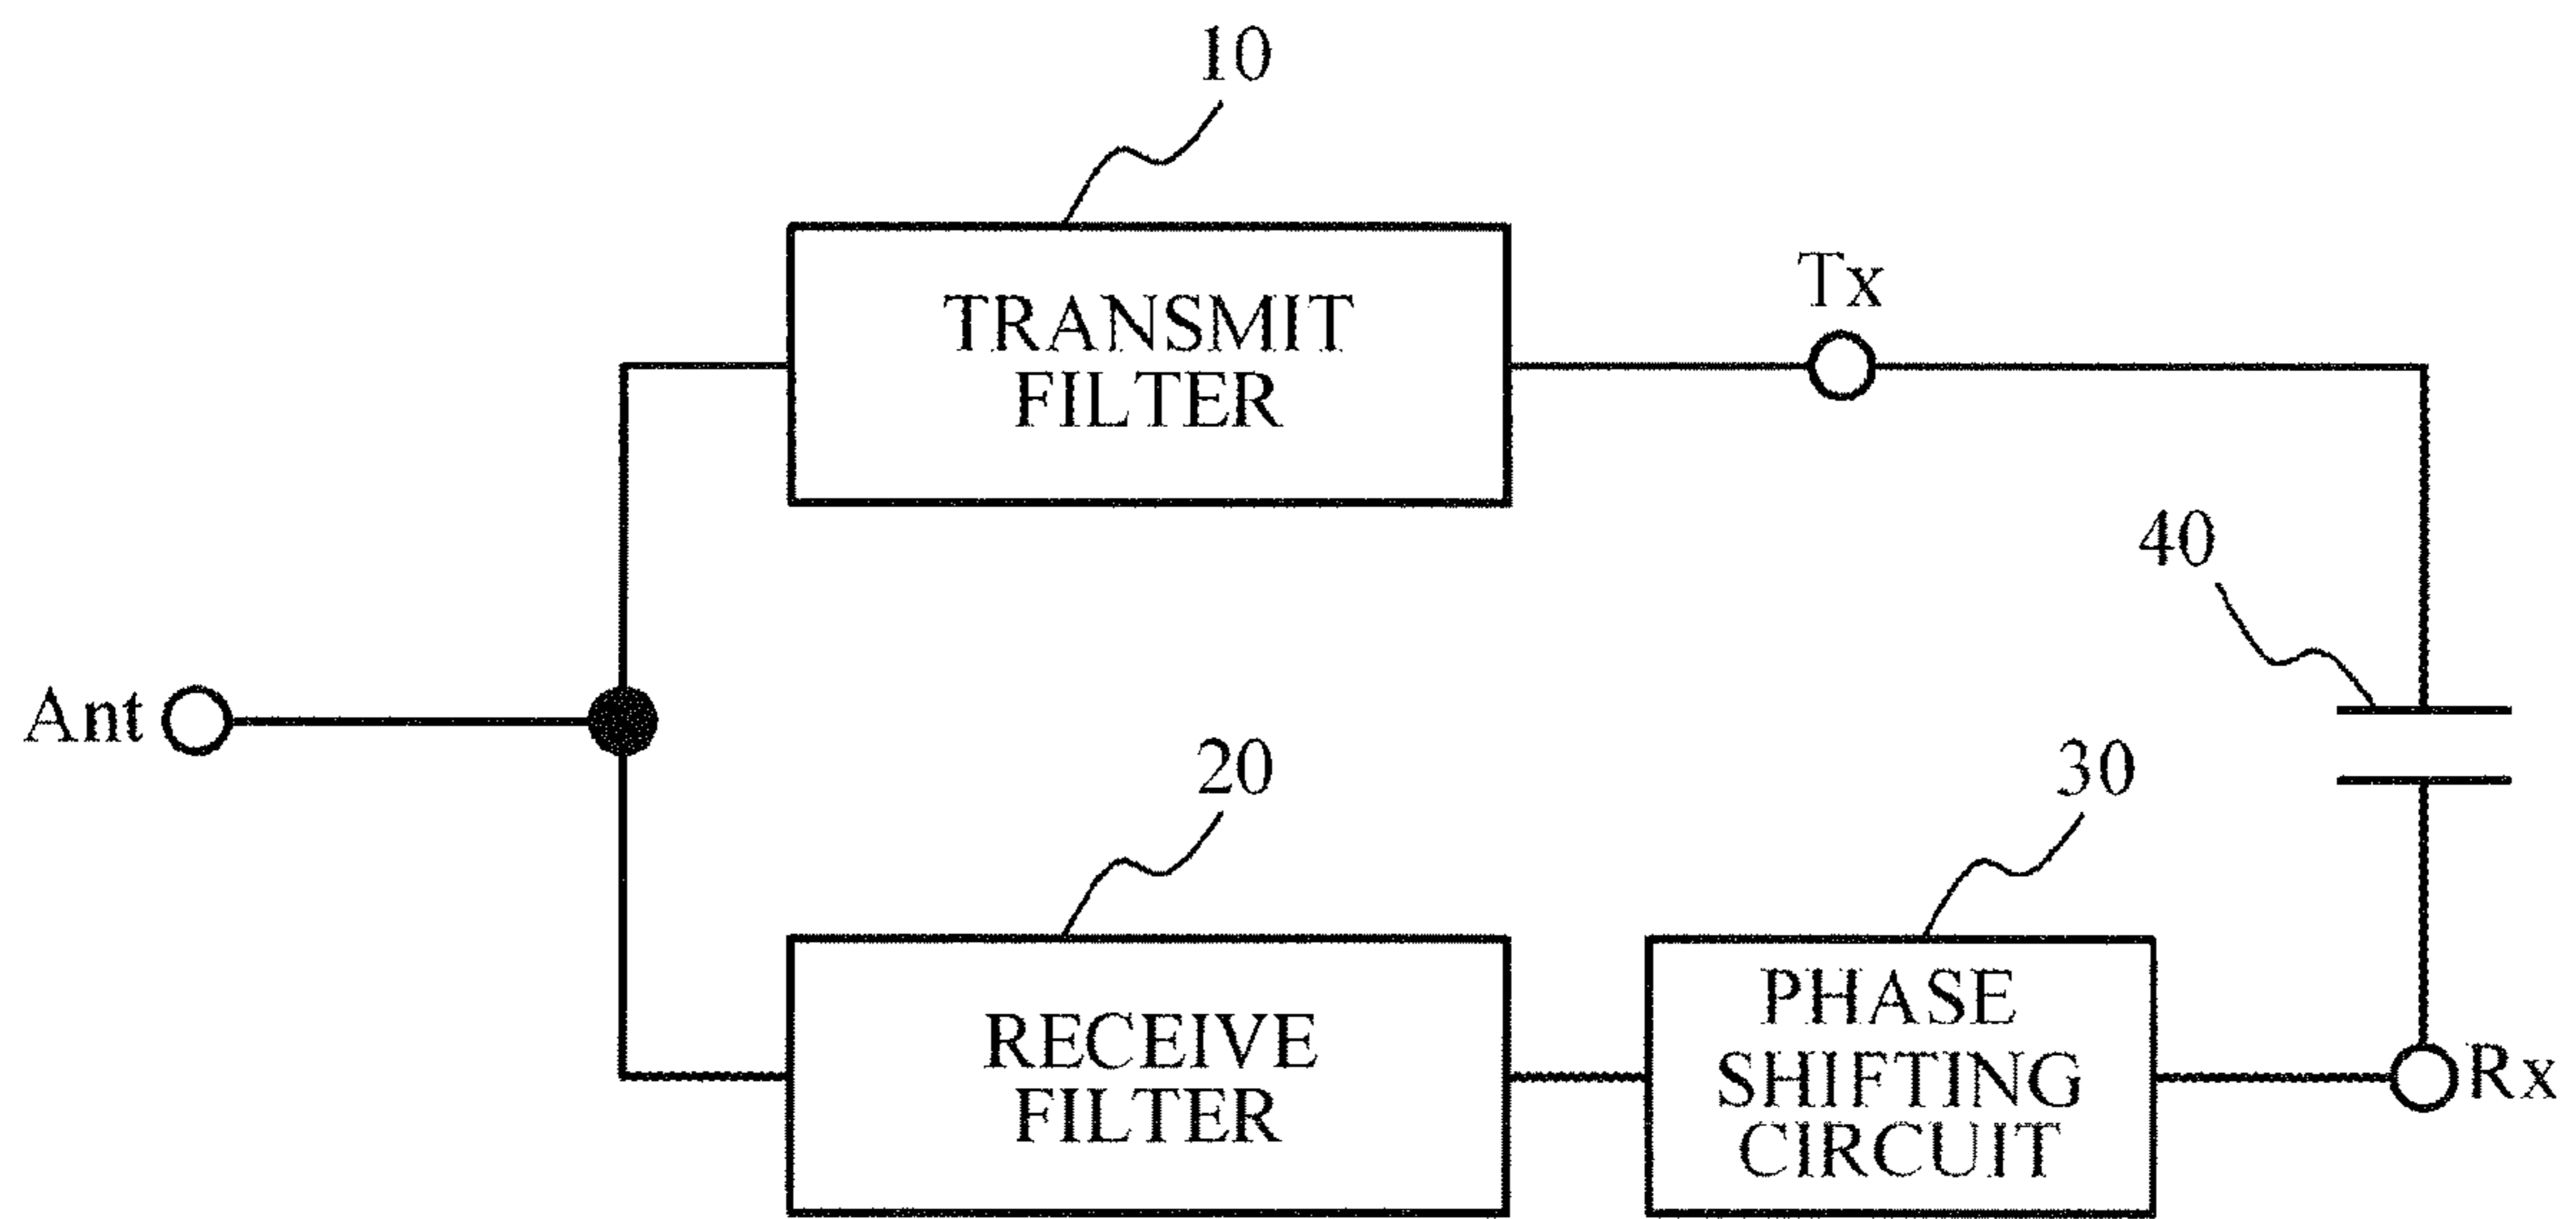 10
TRANSMIT
FILTER
Tx
40
Ant
20
30
RECEIVE
FILTER
PHASE
SHIFTING
CIRCUIT
Rx